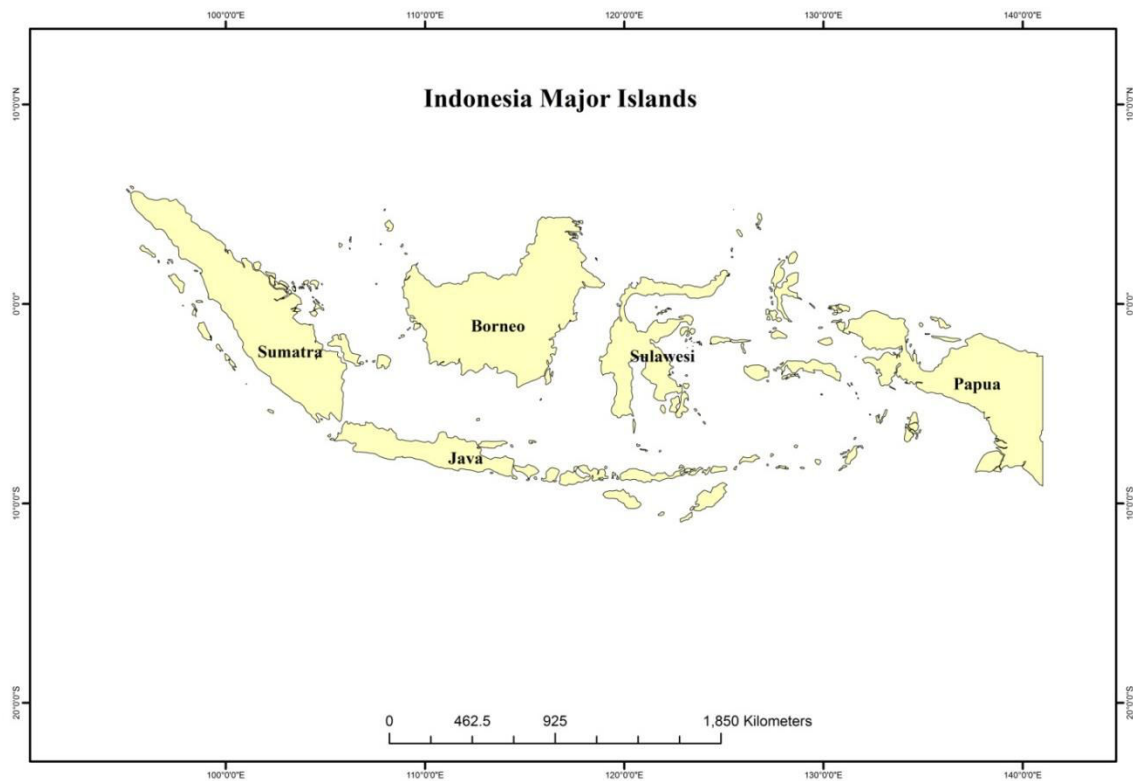 100°0'0"E 110°0'0"E 120°0'0"E 130°0'0"E 140°0'0"E
Indonesia Major Islands
10°0'0"N 10°0'0"N
0°0'0" 0°0'0"
Borneo
Sumatra
Sulawesi
Papua
Java
10°0'0"S 10°0'0"S
20°0'0"S 20°0'0"S
0 462.5 925 1,850 Kilometers
100°0'0"E 110°0'0"E 120°0'0"E 130°0'0"E 140°0'0"E